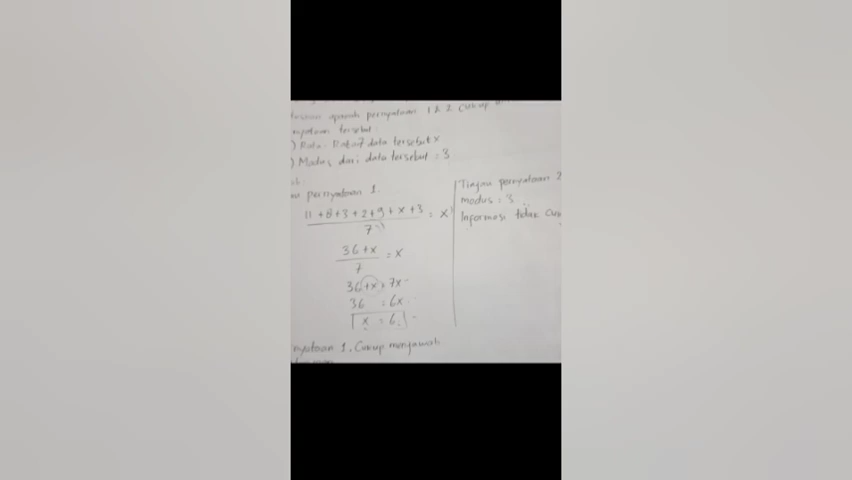 apakah pernyataan 1 & 2 cukup
tersebut
) Rata-Rata data tersebut x
) Modus dari data tersebut : 3
pernyataan 1.
11 + 8 + 3 + 2 + 9 + x + 3 = x
7
36 + x = x
7
36 + x = 7x
36 = 6x
x = 6
nyataan 1. Cukup menjawab
Tinjau pernyataan 2
modus : 3
Informasi tidak Cuk